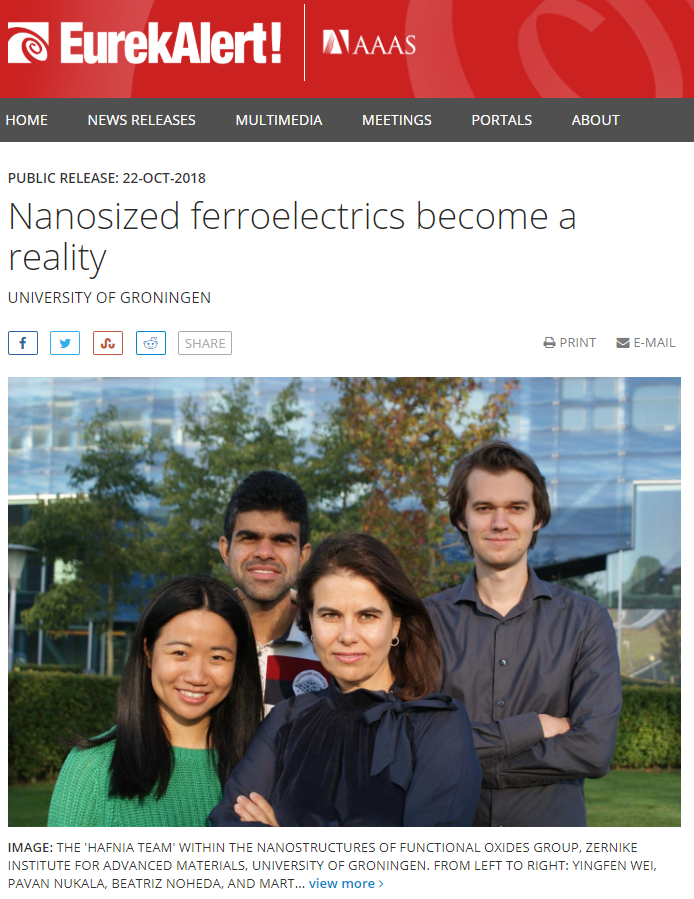 EurekAlert! AAAS
HOME NEWS RELEASES MULTIMEDIA MEETINGS PORTALS ABOUT
PUBLIC RELEASE: 22-OCT-2018
Nanosized ferroelectrics become a
reality
UNIVERSITY OF GRONINGEN
SHARE PRINT E-MAIL
IMAGE: THE 'HAFNIA TEAM' WITHIN THE NANOSTRUCTURES OF FUNCTIONAL OXIDES GROUP, ZERNIKE
INSTITUTE FOR ADVANCED MATERIALS, UNIVERSITY OF GRONINGEN. FROM LEFT TO RIGHT: YINGFEN WEI,
PAVAN NUKALA, BEATRIZ NOHEDA, AND MART... view more >